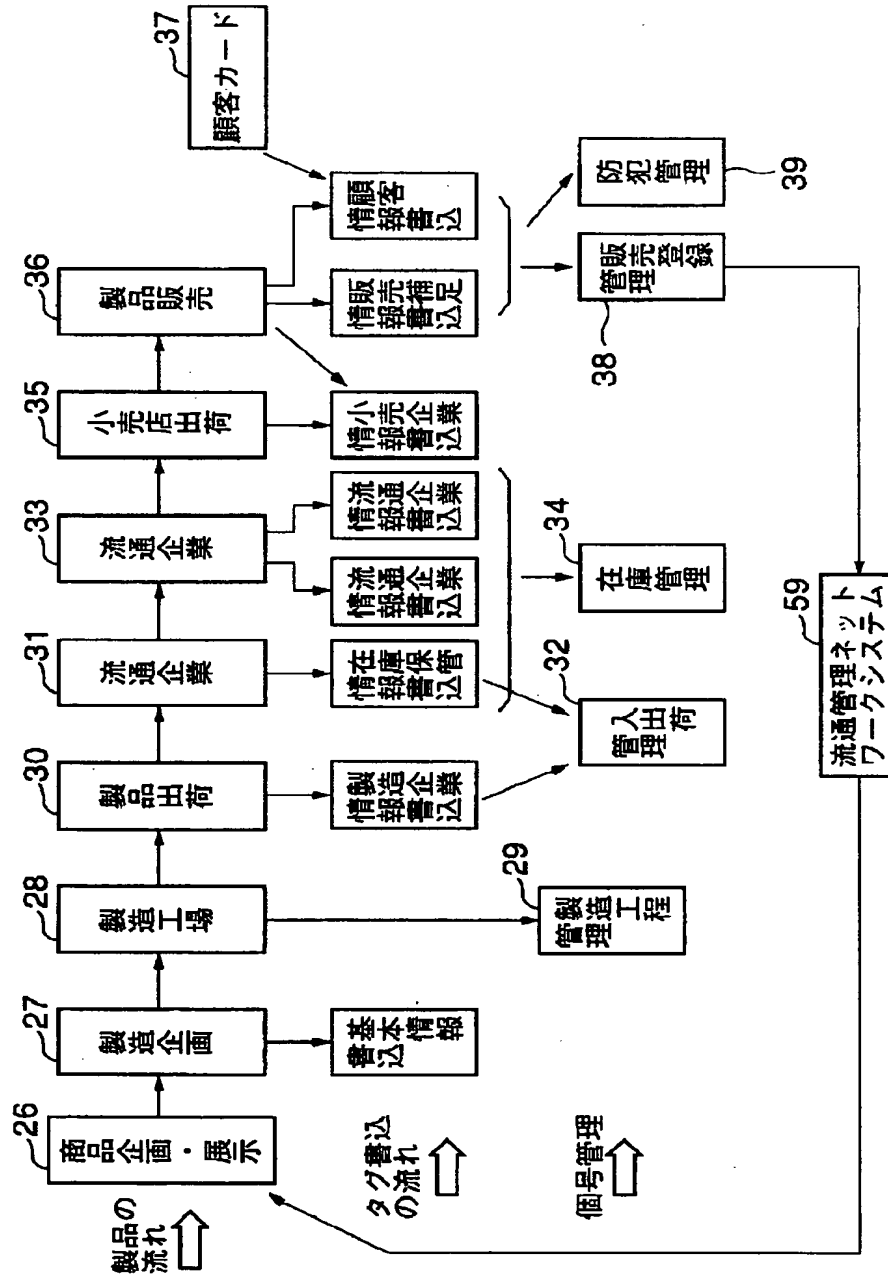 製品の
流れ
26
商品企画・展示
27
製造企画
28
製造工場
30
製品出荷
31
流通企業
33
流通企業
35
小売店出荷
36
製品販売
37
顧客カード
タグ書込
の流れ
基本情報
書込
製造企業
情報書込
在庫保管
情報書込
流通企業
情報書込
流通企業
情報書込
小売企業
情報書込
販売補足
情報書込
顧客
情報書込
個号管理
29
製造工程
管理
32
入出荷
管理
34
在庫管理
38
販売登録
管理
39
防犯管理
59
流通管理ネット
ワークシステム